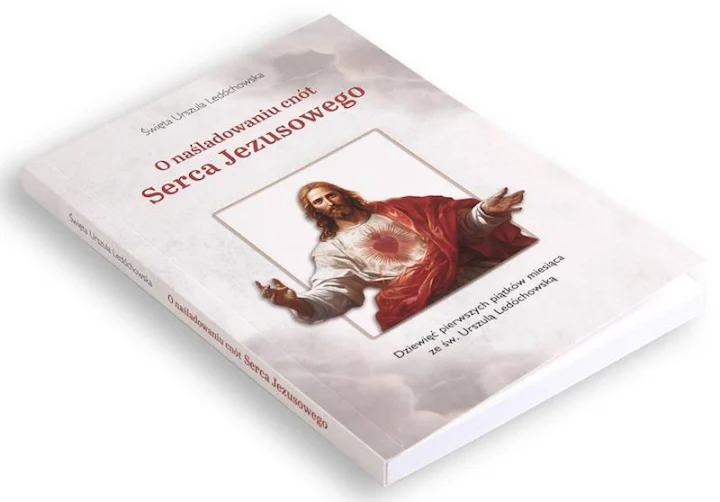 Święta Urszula Ledóchowska
O naśladowaniu cnót
Serca Jezusowego
Dziewięć pierwszych piątków miesiąca
ze św. Urszulą Ledóchowską
Święta Urszula Ledóchowska
O naśladowaniu cnót Serca Jezusowego